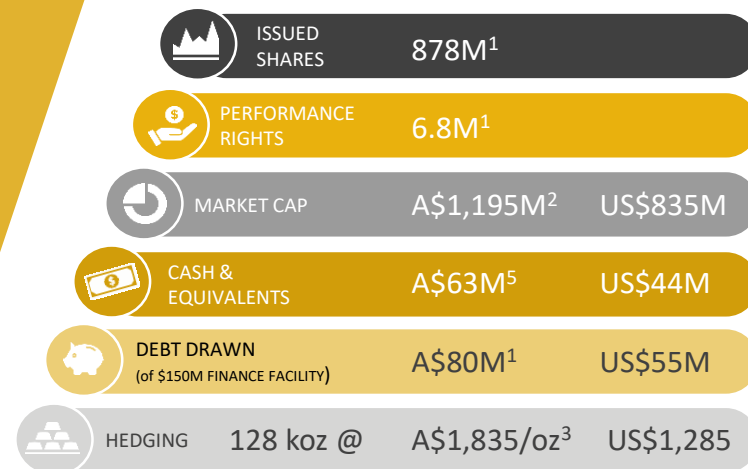 ISSUED
SHARES
878M¹
PERFORMANCE
RIGHTS
6.8M¹
MARKET CAP
A$1,195M² US$835M
$
CASH &
EQUIVALENTS
A$63M⁵ US$44M
DEBT DRAWN
(of $150M FINANCE FACILITY)
A$80M¹ US$55M
HEDGING 128 koz @ A$1,835/oz³ US$1,285